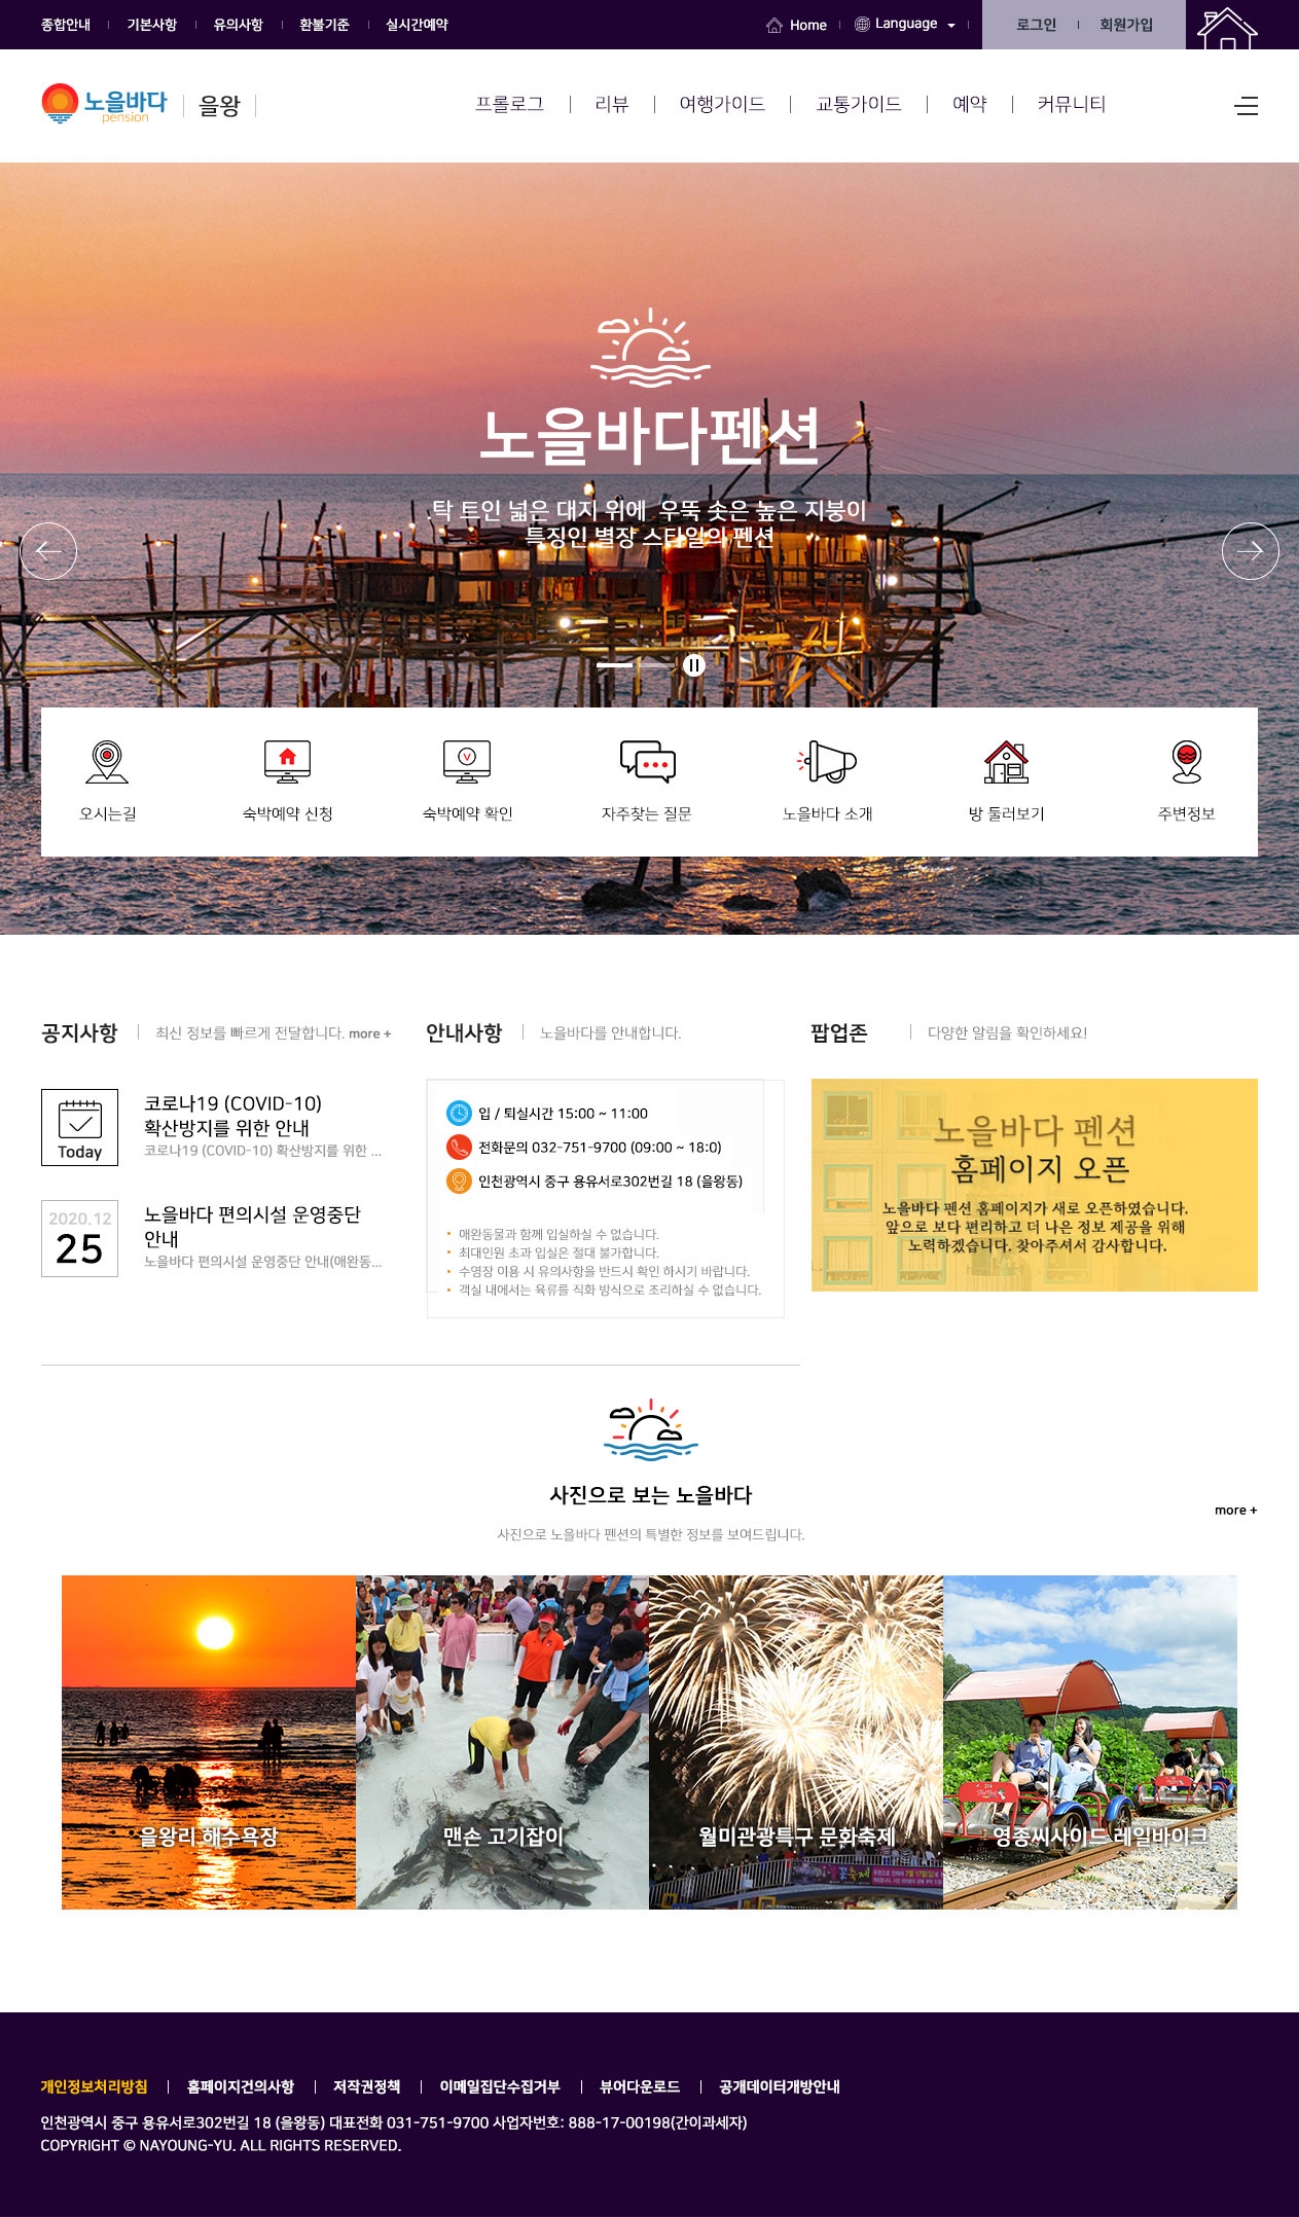 종합안내 기본사항 유의사항 환불기준 실시간예약 Home Language 로그인 회원가입
노을바다 pension 을왕
프롤로그 리뷰 여행가이드 교통가이드 예약 커뮤니티
노을바다펜션
.탁 트인 넓은 대지 위에 우뚝 솟은 높은 지붕이
특징인 별장 스타일의 펜션
오시는길 숙박예약 신청 숙박예약 확인 자주찾는 질문 노을바다 소개 방 둘러보기 주변정보
공지사항 최신 정보를 빠르게 전달합니다. more +
Today
코로나19 (COVID-10)
확산방지를 위한 안내
코로나19 (COVID-10) 확산방지를 위한 ...
2020.12
25
노을바다 편의시설 운영중단
안내
노을바다 편의시설 운영중단 안내(애완동...
안내사항 노을바다를 안내합니다.
입 / 퇴실시간 15:00 ~ 11:00
전화문의 032-751-9700 (09:00 ~ 18:0)
인천광역시 중구 용유서로302번길 18 (을왕동)
• 애완동물과 함께 입실하실 수 없습니다.
• 최대인원 초과 입실은 절대 불가합니다.
• 수영장 이용 시 유의사항을 반드시 확인 하시기 바랍니다.
• 객실 내에서는 육류를 직화 방식으로 조리하실 수 없습니다.
팝업존 다양한 알림을 확인하세요!
노을바다 펜션
홈페이지 오픈
노을바다 펜션 홈페이지가 새로 오픈하였습니다.
앞으로 보다 편리하고 더 나은 정보 제공을 위해
노력하겠습니다. 찾아주셔서 감사합니다.
사진으로 보는 노을바다
more +
사진으로 노을바다 펜션의 특별한 정보를 보여드립니다.
을왕리 해수욕장 맨손 고기잡이 월미관광특구 문화축제 영종씨사이드 레일바이크
개인정보처리방침 홈페이지건의사항 저작권정책 이메일집단수집거부 뷰어다운로드 공개데이터개방안내
인천광역시 중구 용유서로302번길 18 (을왕동) 대표전화 031-751-9700 사업자번호: 888-17-00198(간이과세자)
COPYRIGHT © NAYOUNG-YU. ALL RIGHTS RESERVED.